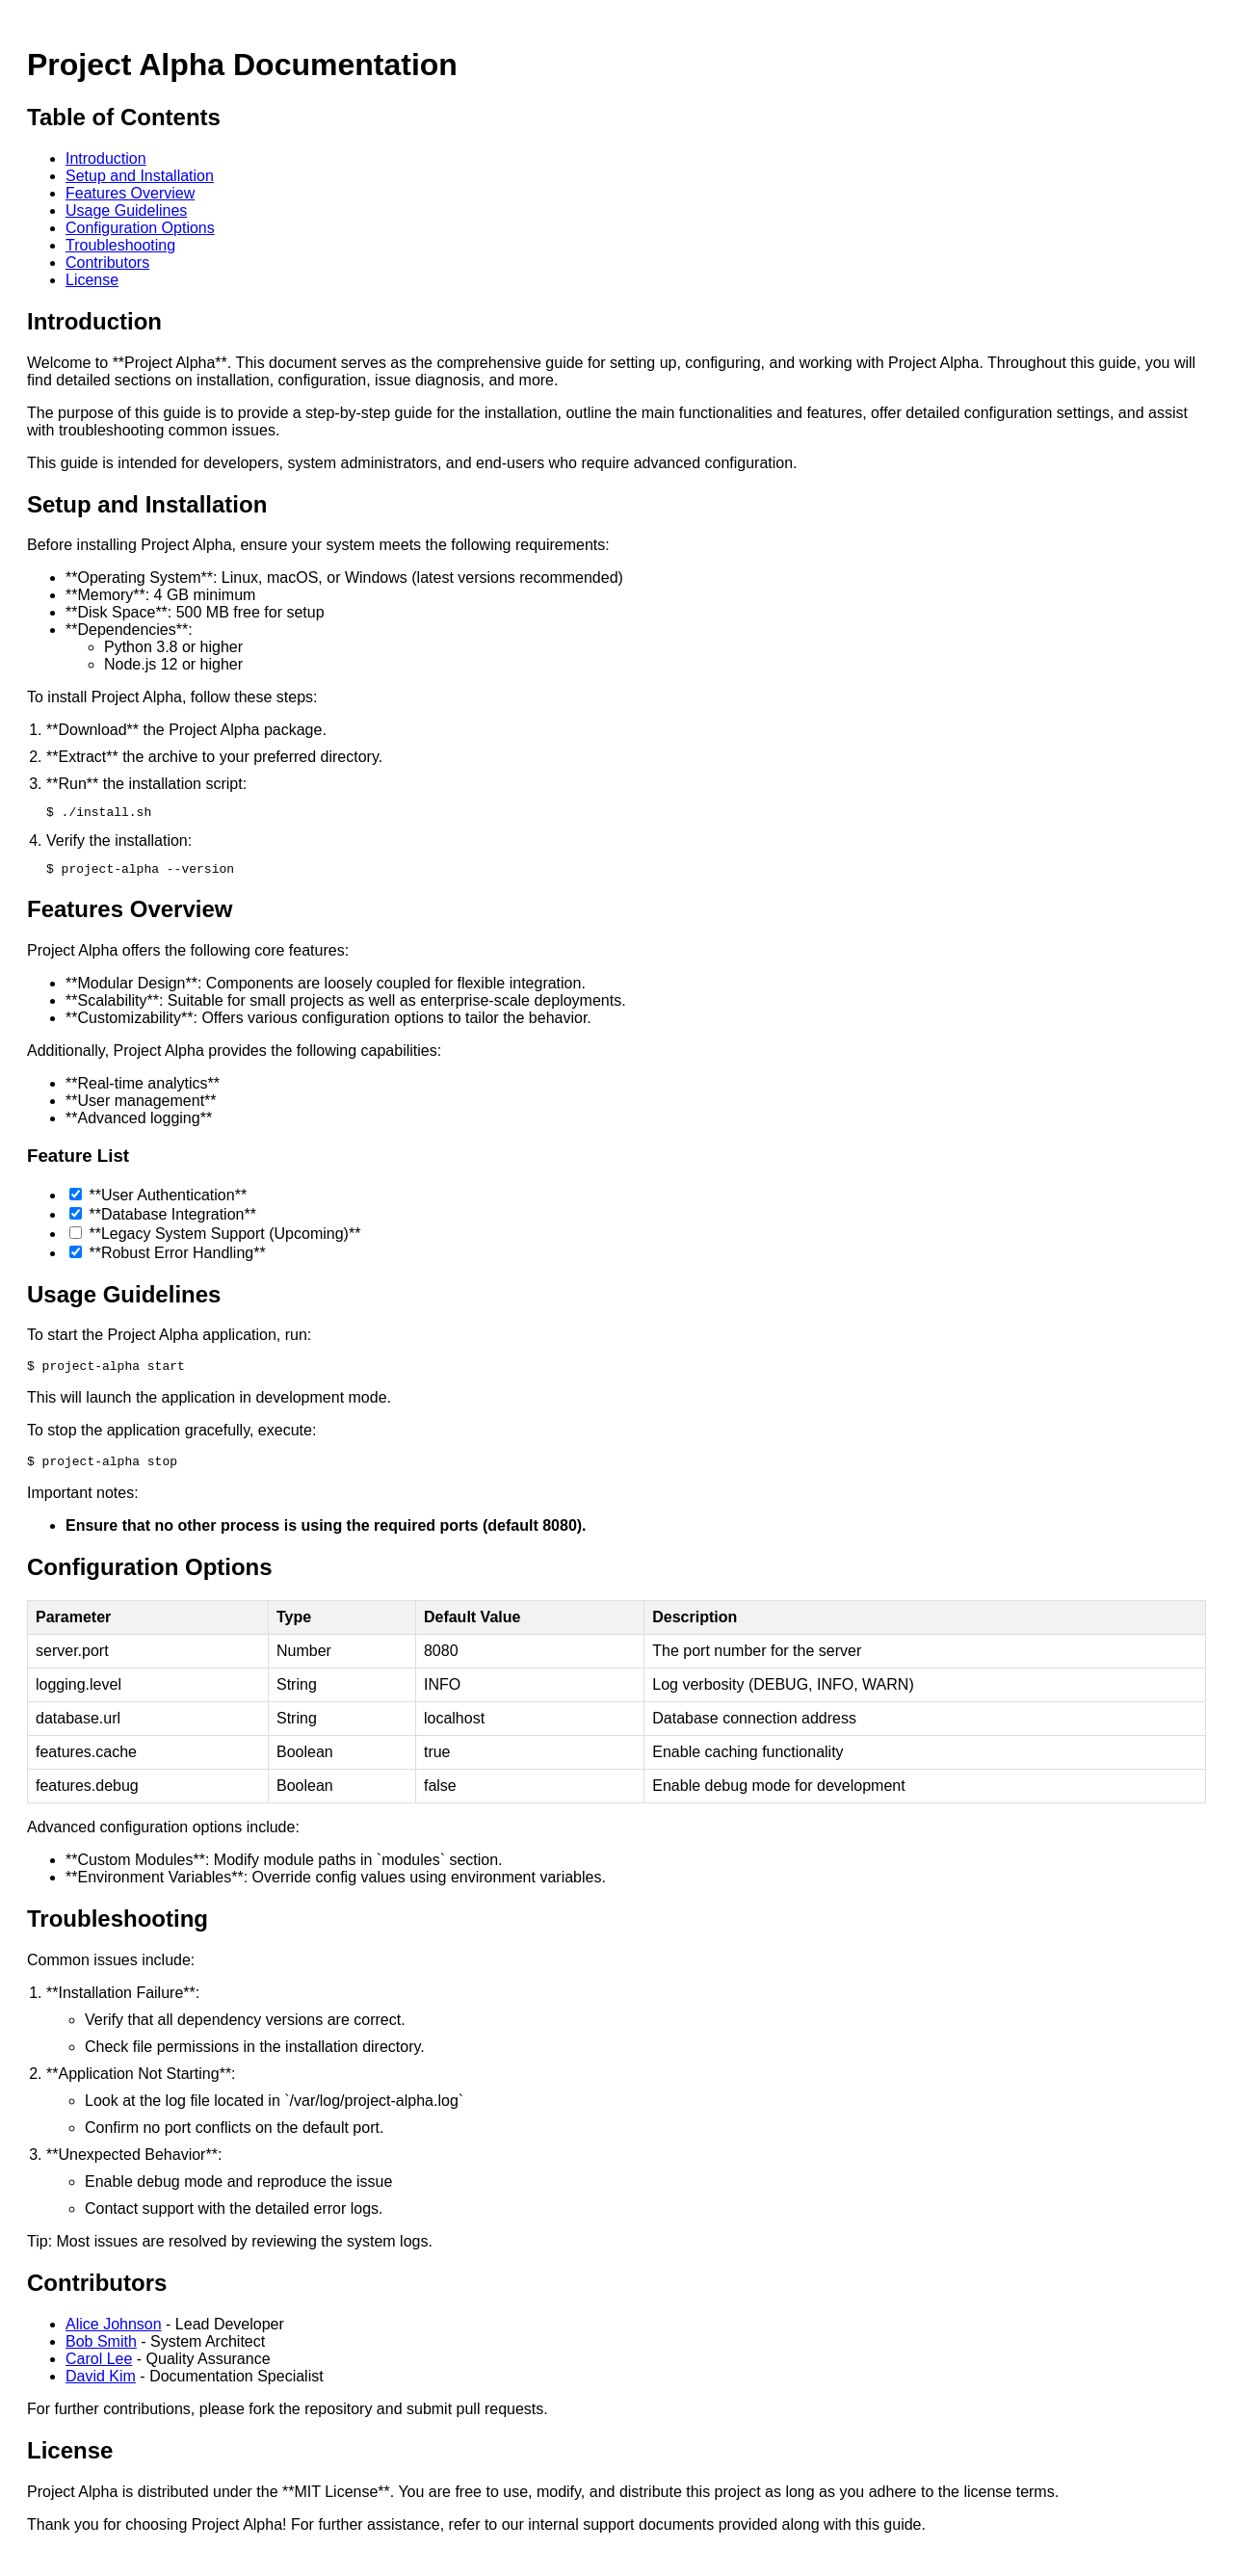 Project Alpha Documentation
Table of Contents
• Introduction
• Setup and Installation
• Features Overview
• Usage Guidelines
• Configuration Options
• Troubleshooting
• Contributors
• License
Introduction
Welcome to **Project Alpha**. This document serves as the comprehensive guide for setting up, configuring, and working with Project Alpha. Throughout this guide, you will
find detailed sections on installation, configuration, issue diagnosis, and more.
The purpose of this guide is to provide a step-by-step guide for the installation, outline the main functionalities and features, offer detailed configuration settings, and assist
with troubleshooting common issues.
This guide is intended for developers, system administrators, and end-users who require advanced configuration.
Setup and Installation
Before installing Project Alpha, ensure your system meets the following requirements:
• **Operating System**: Linux, macOS, or Windows (latest versions recommended)
• **Memory**: 4 GB minimum
• **Disk Space**: 500 MB free for setup
• **Dependencies**:
◦ Python 3.8 or higher
◦ Node.js 12 or higher
To install Project Alpha, follow these steps:
1. **Download** the Project Alpha package.
2. **Extract** the archive to your preferred directory.
3. **Run** the installation script:
$ ./install.sh
4. Verify the installation:
$ project-alpha --version
Features Overview
Project Alpha offers the following core features:
• **Modular Design**: Components are loosely coupled for flexible integration.
• **Scalability**: Suitable for small projects as well as enterprise-scale deployments.
• **Customizability**: Offers various configuration options to tailor the behavior.
Additionally, Project Alpha provides the following capabilities:
• **Real-time analytics**
• **User management**
• **Advanced logging**
Feature List
• ☑ **User Authentication**
• ☑ **Database Integration**
• ☐ **Legacy System Support (Upcoming)**
• ☑ **Robust Error Handling**
Usage Guidelines
To start the Project Alpha application, run:
$ project-alpha start
This will launch the application in development mode.
To stop the application gracefully, execute:
$ project-alpha stop
Important notes:
• Ensure that no other process is using the required ports (default 8080).
Configuration Options
Parameter Type Default Value Description
server.port Number 8080 The port number for the server
logging.level String INFO Log verbosity (DEBUG, INFO, WARN)
database.url String localhost Database connection address
features.cache Boolean true Enable caching functionality
features.debug Boolean false Enable debug mode for development
Advanced configuration options include:
• **Custom Modules**: Modify module paths in `modules` section.
• **Environment Variables**: Override config values using environment variables.
Troubleshooting
Common issues include:
1. **Installation Failure**:
◦ Verify that all dependency versions are correct.
◦ Check file permissions in the installation directory.
2. **Application Not Starting**:
◦ Look at the log file located in `/var/log/project-alpha.log`
◦ Confirm no port conflicts on the default port.
3. **Unexpected Behavior**:
◦ Enable debug mode and reproduce the issue
◦ Contact support with the detailed error logs.
Tip: Most issues are resolved by reviewing the system logs.
Contributors
• Alice Johnson - Lead Developer
• Bob Smith - System Architect
• Carol Lee - Quality Assurance
• David Kim - Documentation Specialist
For further contributions, please fork the repository and submit pull requests.
License
Project Alpha is distributed under the **MIT License**. You are free to use, modify, and distribute this project as long as you adhere to the license terms.
Thank you for choosing Project Alpha! For further assistance, refer to our internal support documents provided along with this guide.